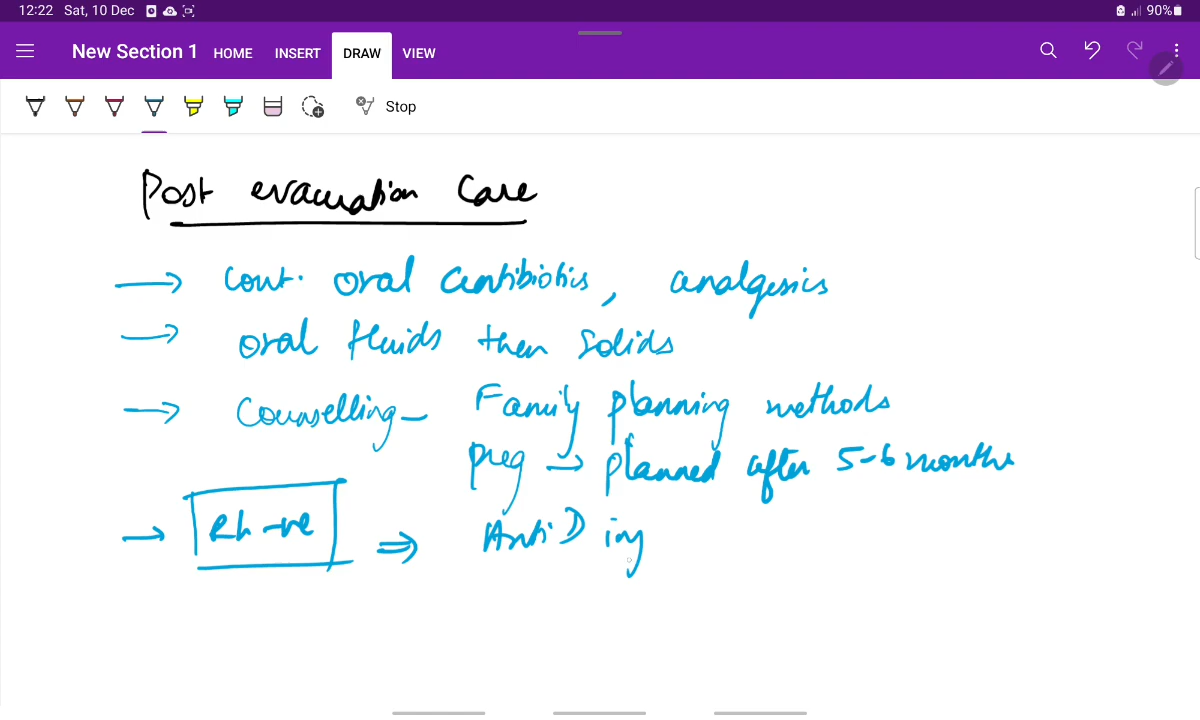 12:22 Sat, 10 Dec 90%
New Section 1 HOME INSERT DRAW VIEW
Stop
Post evacuation Care
→ Cont. oral antibiotics, analgesics
→ oral fluids then solids
→ Counselling - Family planning methods
preg → planned after 5-6 months
→ Rh -ve ⇒ Anti D inj